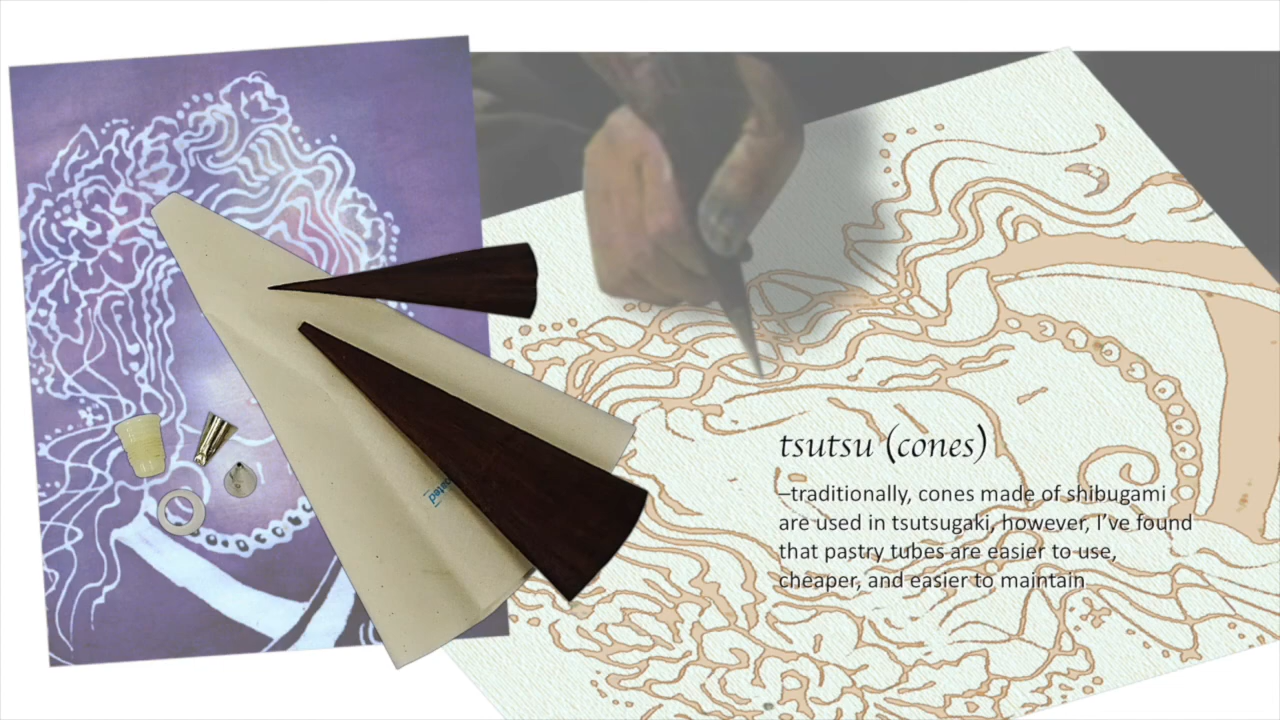 tsutsu (cones)
–traditionally, cones made of shibugami
are used in tsutsugaki, however, I’ve found
that pastry tubes are easier to use,
cheaper, and easier to maintain